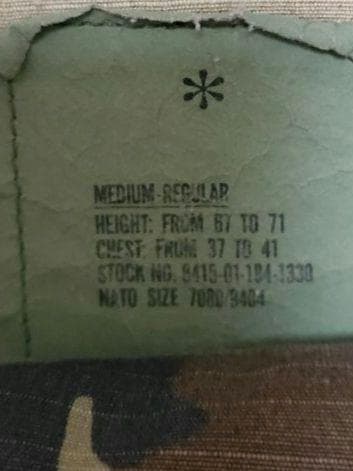 *
MEDIUM-REGULAR
HEIGHT: FROM 67 TO 71
CHEST: FROM 37 TO 41
STOCK NO. 8415-01-184-1330
NATO SIZE 7080/9404